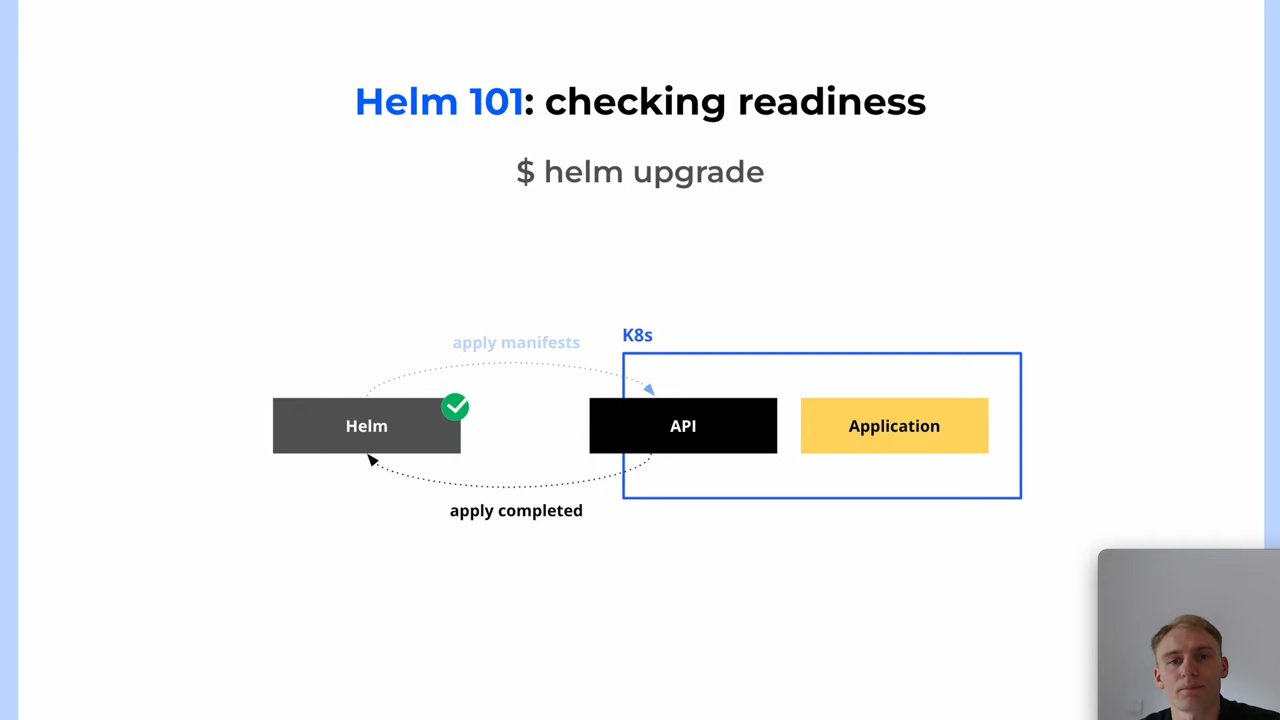 Helm 101: checking readiness
$ helm upgrade
apply manifests
K8s
Helm
API
Application
apply completed